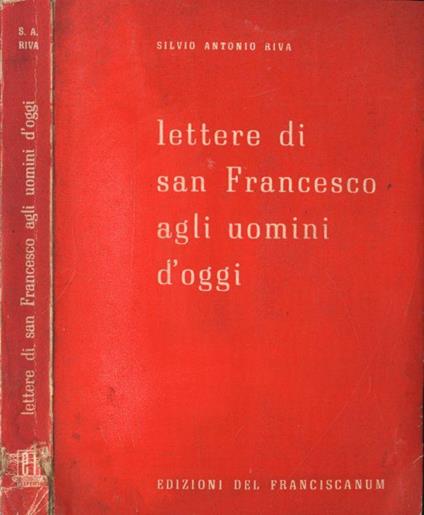 S. A.
RIVA
lettere di san Francesco agli uomini d'oggi
SILVIO ANTONIO RIVA
lettere di
san Francesco
agli uomini
d'oggi
EDIZIONI DEL FRANCISCANUM